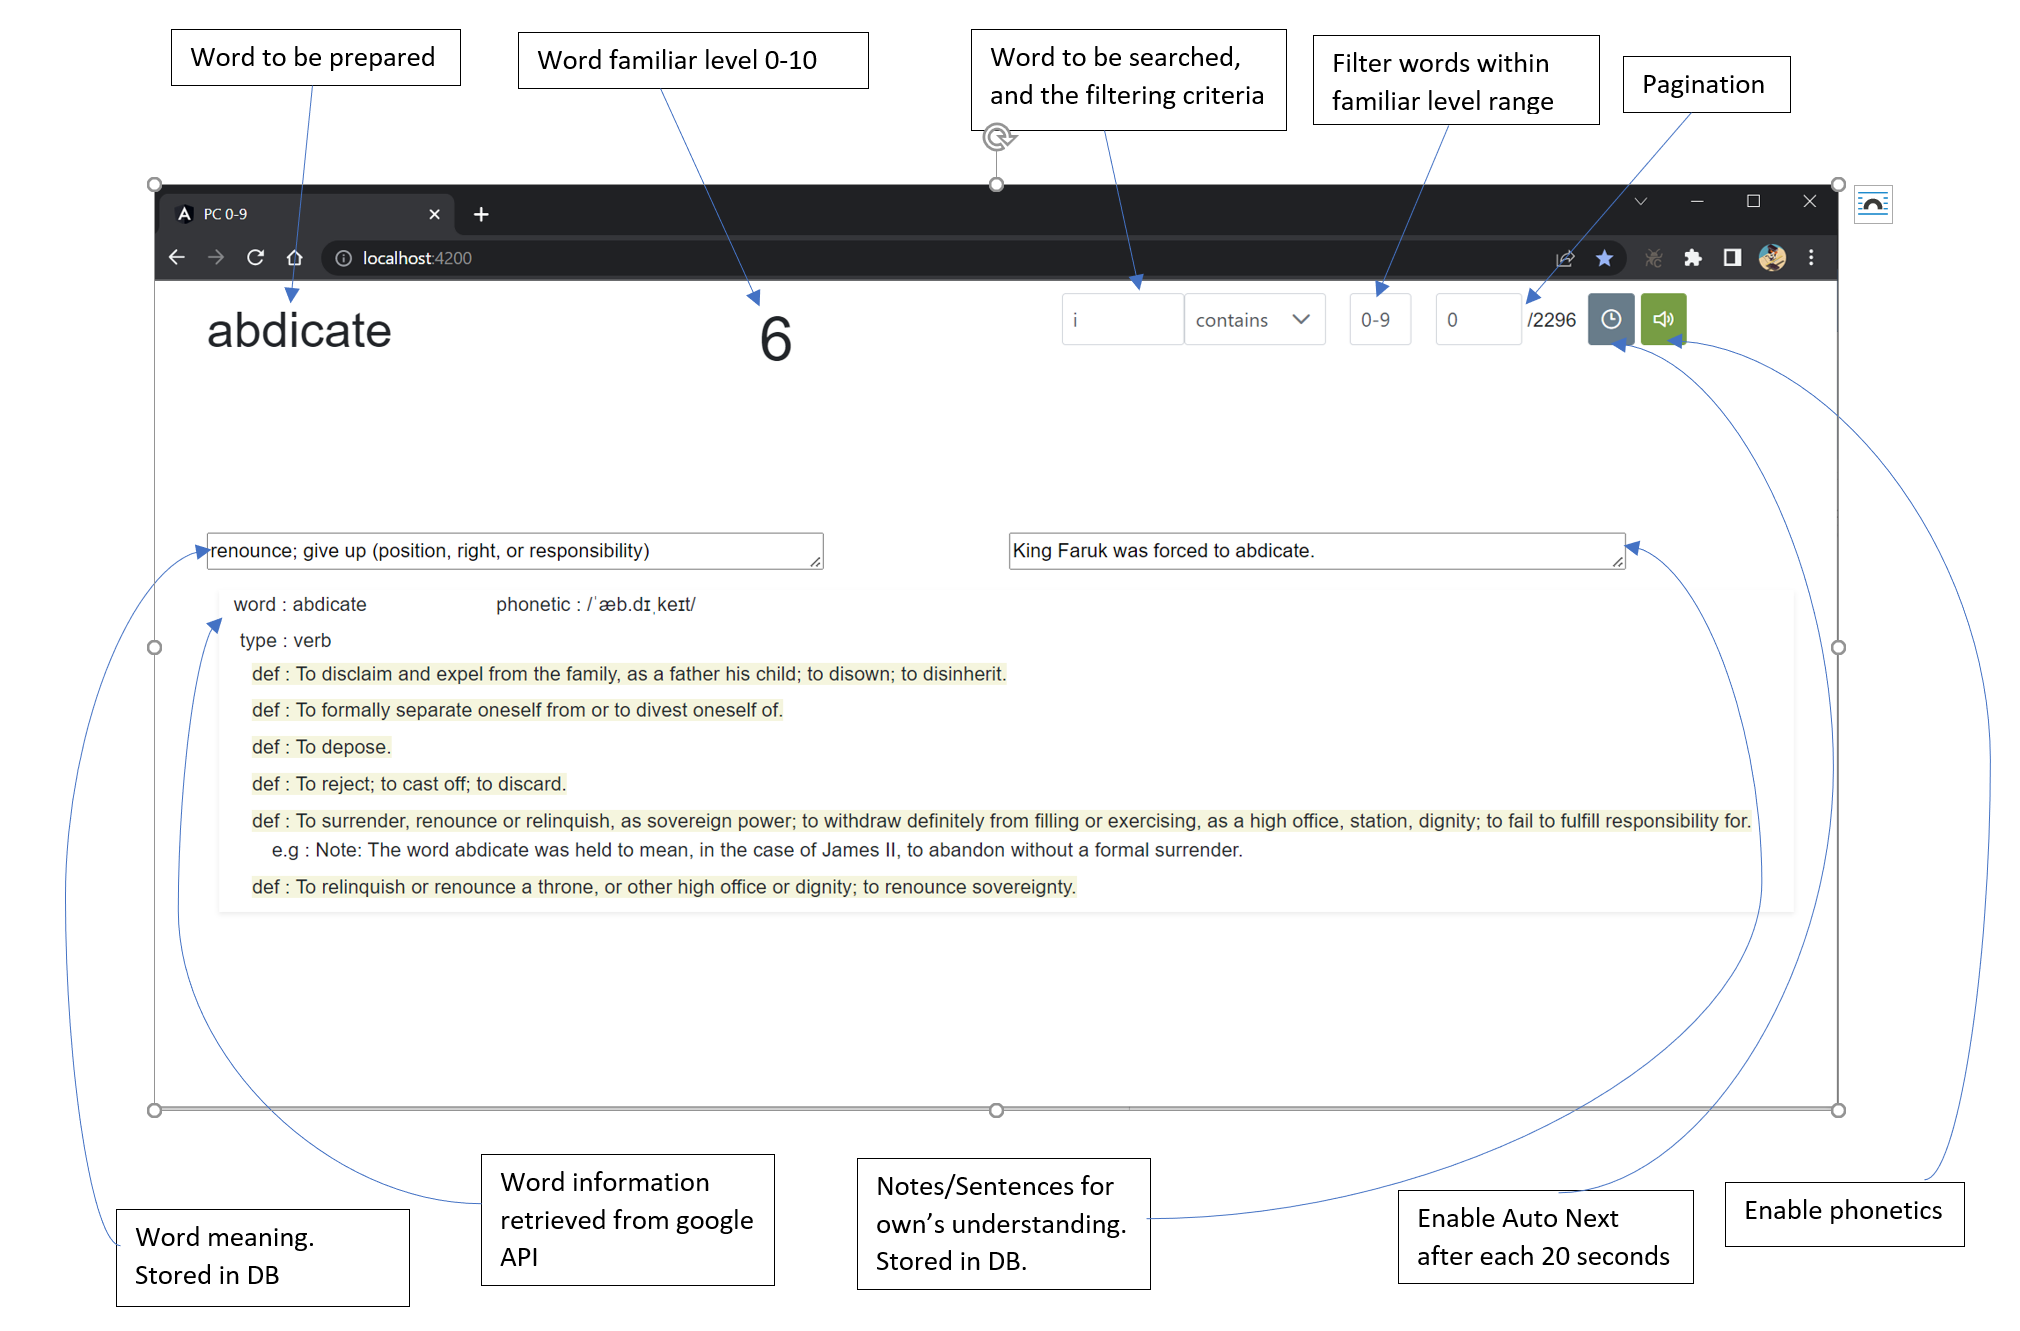 Word to be prepared
Word familiar level 0-10
Word to be searched,
and the filtering criteria
Filter words within
familiar level range
Pagination
PC 0-9
localhost:4200
abdicate
6
i
contains
0-9
0
/2296
renounce; give up (position, right, or responsibility)
King Faruk was forced to abdicate.
word : abdicate
phonetic : /ˈæb.dɪˌkeɪt/
type : verb
def : To disclaim and expel from the family, as a father his child; to disown; to disinherit.
def : To formally separate oneself from or to divest oneself of.
def : To depose.
def : To reject; to cast off; to discard.
def : To surrender, renounce or relinquish, as sovereign power; to withdraw definitely from filling or exercising, as a high office, station, dignity; to fail to fulfill responsibility for.
e.g : Note: The word abdicate was held to mean, in the case of James II, to abandon without a formal surrender.
def : To relinquish or renounce a throne, or other high office or dignity; to renounce sovereignty.
Word meaning.
Stored in DB
Word information
retrieved from google
API
Notes/Sentences for
own’s understanding.
Stored in DB.
Enable Auto Next
after each 20 seconds
Enable phonetics